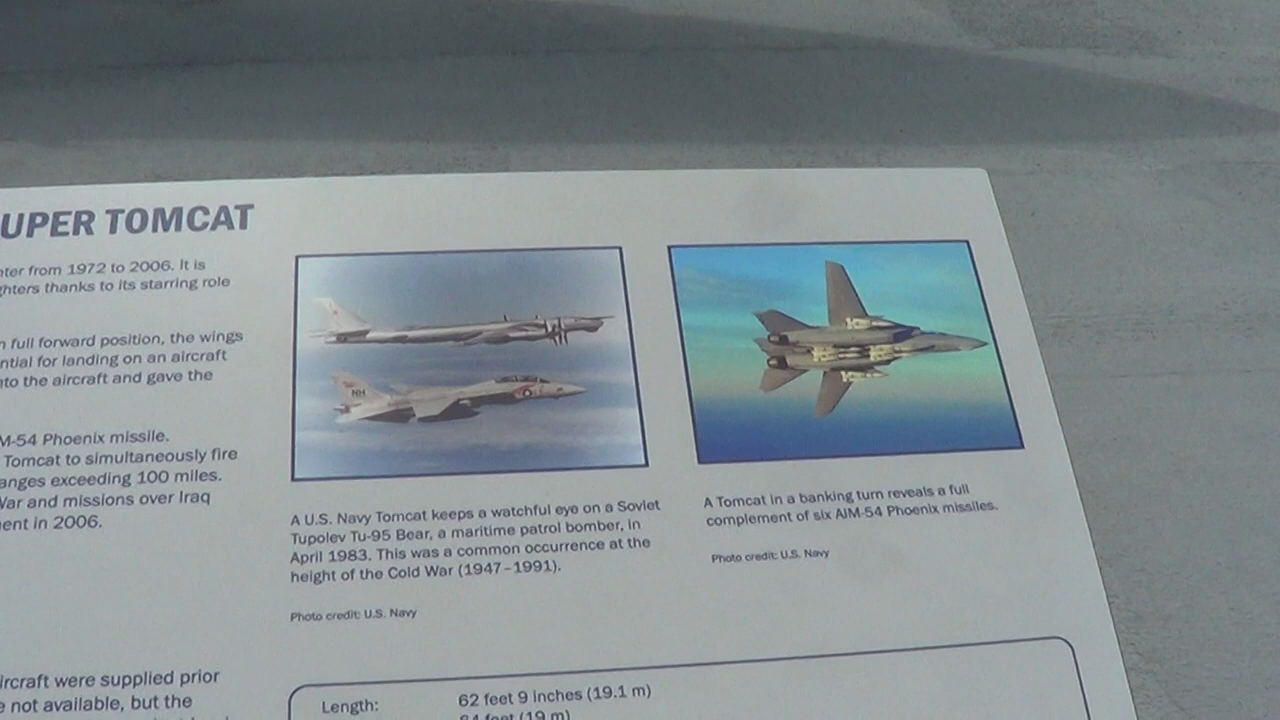 UPER TOMCAT
nter from 1972 to 2006. It is
ghters thanks to its starring role
n full forward position, the wings
ntial for landing on an aircraft
nto the aircraft and gave the
M-54 Phoenix missile.
Tomcat to simultaneously fire
anges exceeding 100 miles.
War and missions over Iraq
ent in 2006.
ircraft were supplied prior
e not available, but the
NH
A U.S. Navy Tomcat keeps a watchful eye on a Soviet
Tupolev Tu-95 Bear, a maritime patrol bomber, in
April 1983. This was a common occurrence at the
height of the Cold War (1947–1991).
Photo credit: U.S. Navy
A Tomcat in a banking turn reveals a full
complement of six AIM-54 Phoenix missiles.
Photo credit: U.S. Navy
Length: 62 feet 9 inches (19.1 m)
64 feet (19 m)